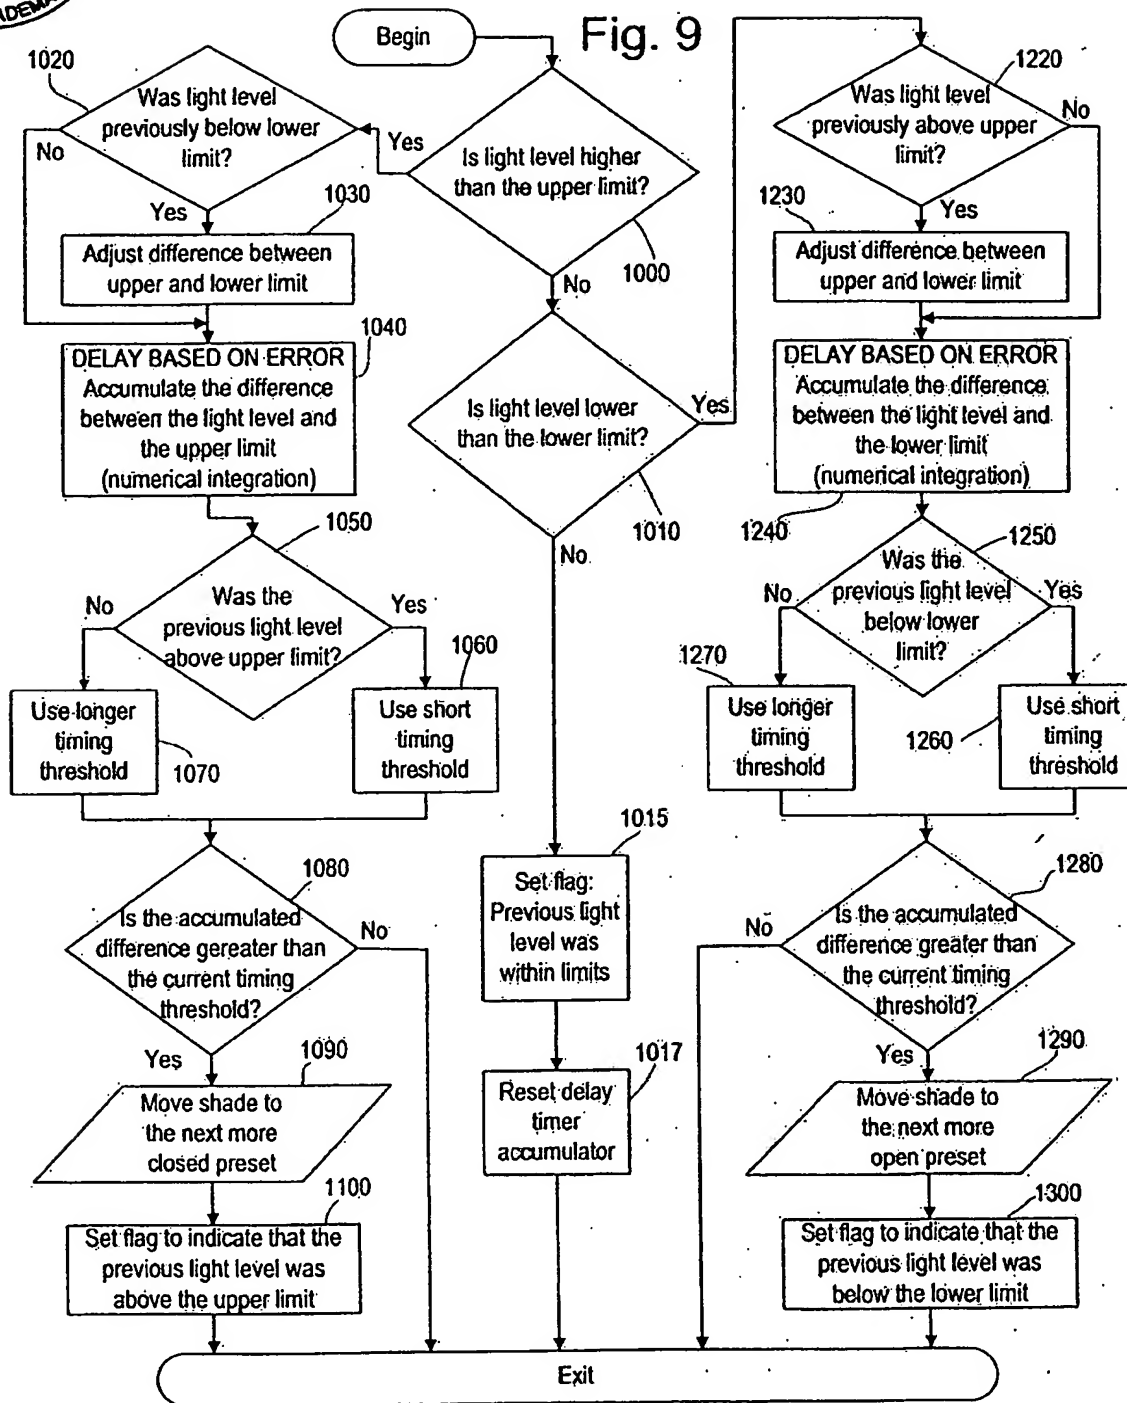 Fig. 9
Begin
Is light level higher
than the upper limit?
1000
Yes
No
Was light level
previously below lower
limit?
1020
No
Yes
1030
Adjust difference between
upper and lower limit
1040
DELAY BASED ON ERROR
Accumulate the difference
between the light level and
the upper limit
(numerical integration)
1050
Was the
previous light level
above upper limit?
No
Yes
1060
Use longer
timing
threshold
1070
Use short
timing
threshold
1080
Is the accumulated
difference gereater than
the current timing
threshold?
No
Yes
1090
Move shade to
the next more
closed preset
1100
Set flag to indicate that the
previous light level was
above the upper limit
Is light level lower
than the lower limit?
1010
Yes
No
1015
Set flag:
Previous light
level was
within limits
1017
Reset delay
timer
accumulator
1220
Was light level
previously above upper
limit?
No
Yes
1230
Adjust difference between
upper and lower limit
DELAY BASED ON ERROR
Accumulate the difference
between the light level and
the lower limit
(numerical integration)
1240
1250
Was the
previous light level
below lower
limit?
No
Yes
1270
Use longer
timing
threshold
1260
Use short
timing
threshold
1280
Is the accumulated
difference greater than
the current timing
threshold?
No
Yes
1290
Move shade to
the next more
open preset
1300
Set flag to indicate that the
previous light level was
below the lower limit
Exit